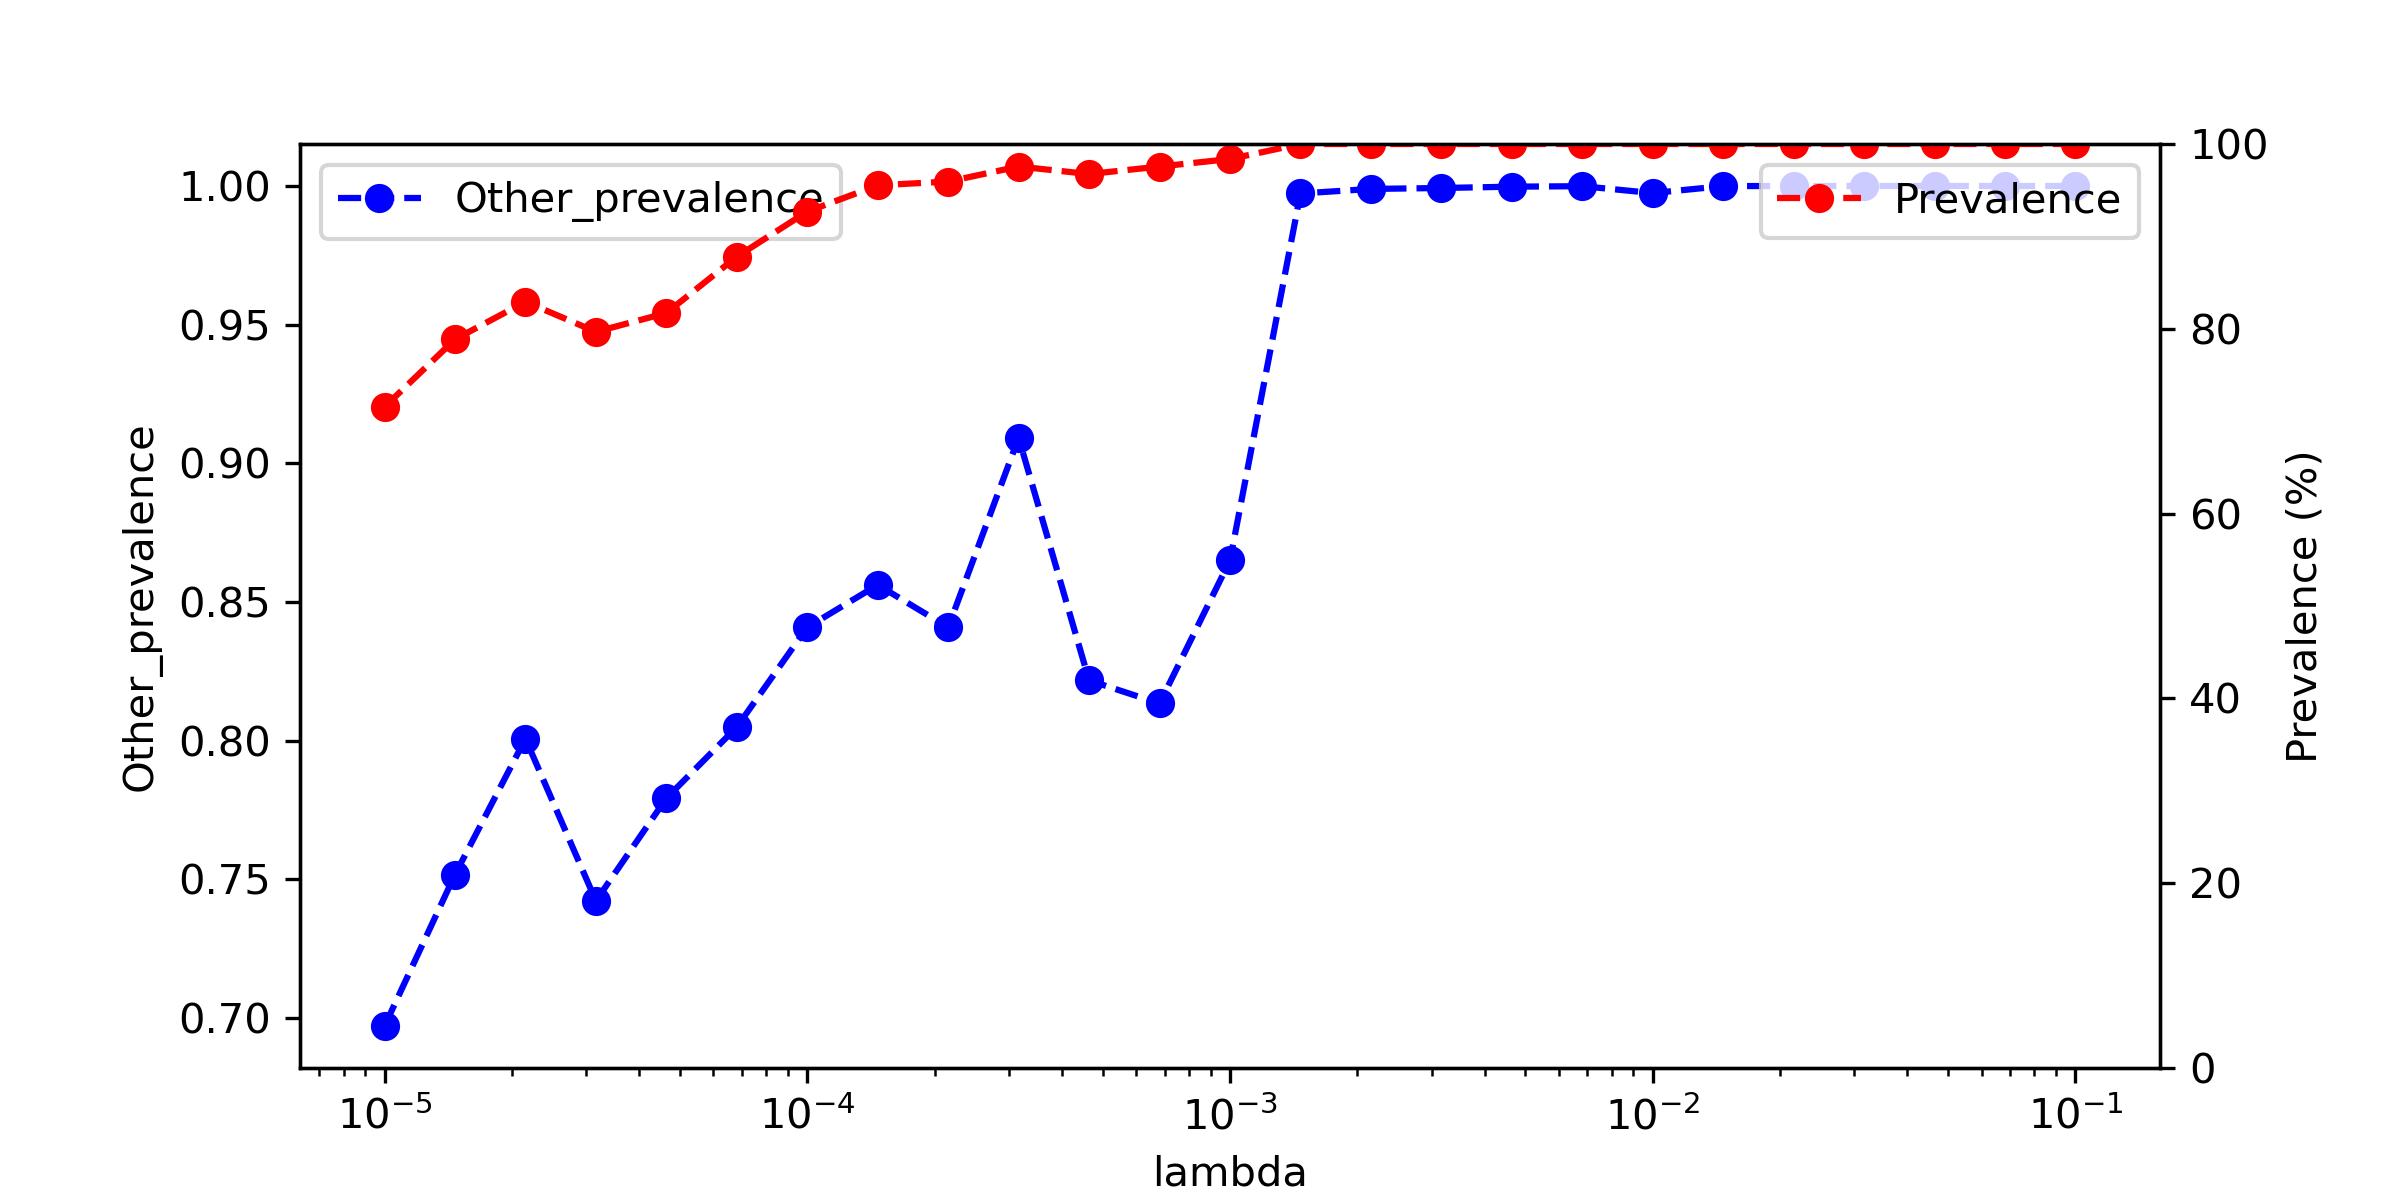 Other_prevalence
Prevalence
1.00
0.95
0.90
0.85
0.80
0.75
0.70
Other_prevalence
100
80
60
40
20
0
Prevalence (%)
10⁻⁵ 10⁻⁴ 10⁻³ 10⁻² 10⁻¹
lambda